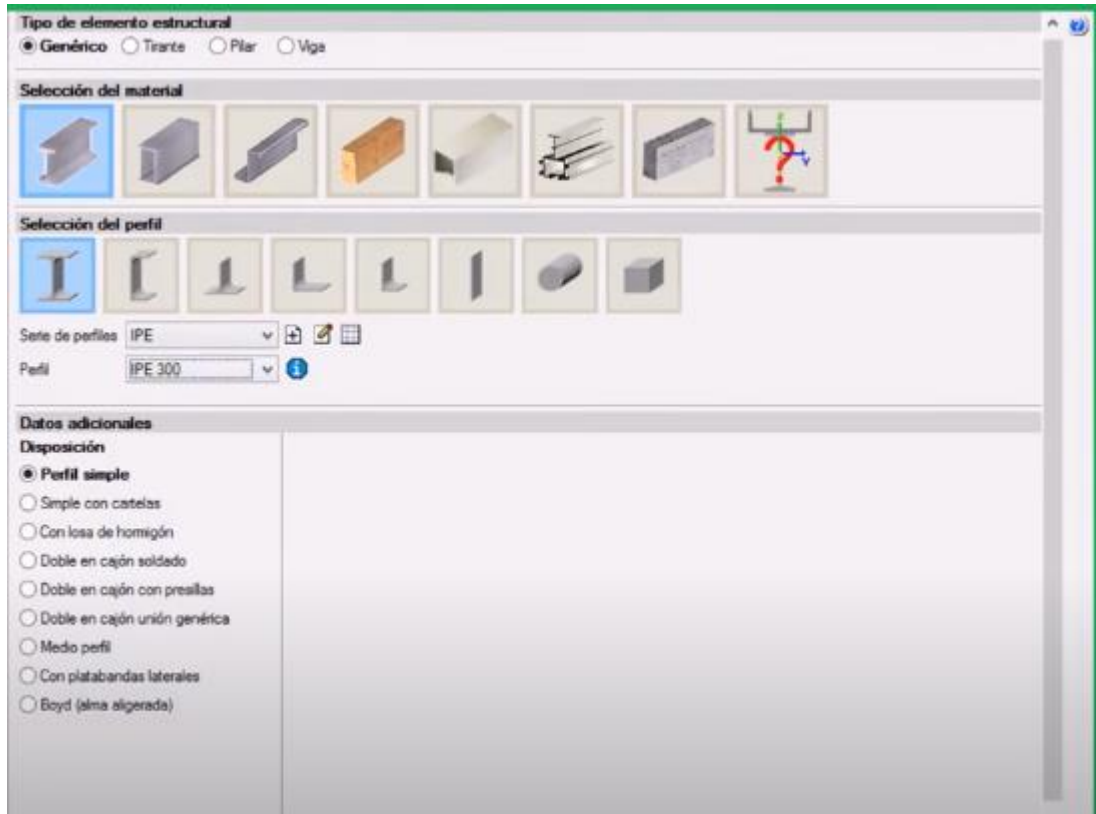 Tipo de elemento estructural
Genérico Tirante Pilar Viga
Selección del material
Selección del perfil
Serie de perfiles IPE
Perfil IPE 300
Datos adicionales
Disposición
Perfil simple
Simple con cartelas
Con losa de hormigón
Doble en cajón soldado
Doble en cajón con presillas
Doble en cajón unión genérica
Medio perfil
Con platabandas laterales
Boyd (alma aligerada)